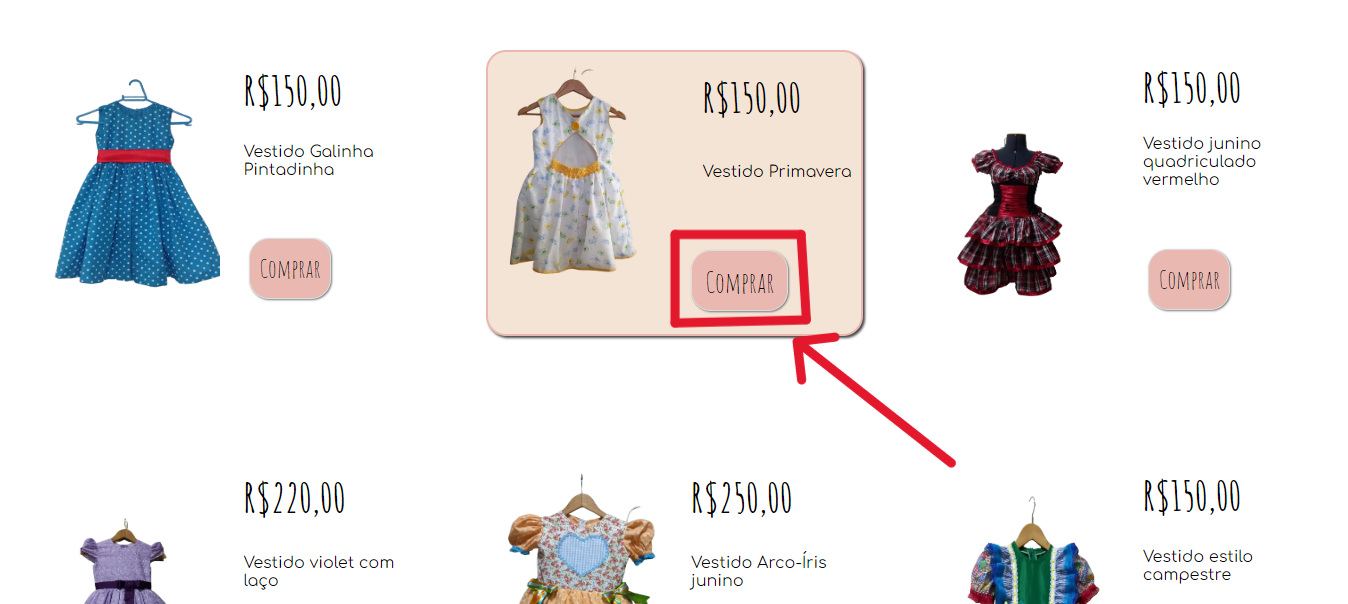 R$150,00
Vestido Galinha
Pintadinha
Comprar
R$150,00
Vestido Primavera
Comprar
R$150,00
Vestido junino
quadriculado
vermelho
Comprar
R$220,00
Vestido violet com
laço
R$250,00
Vestido Arco-Íris
junino
R$150,00
Vestido estilo
campestre